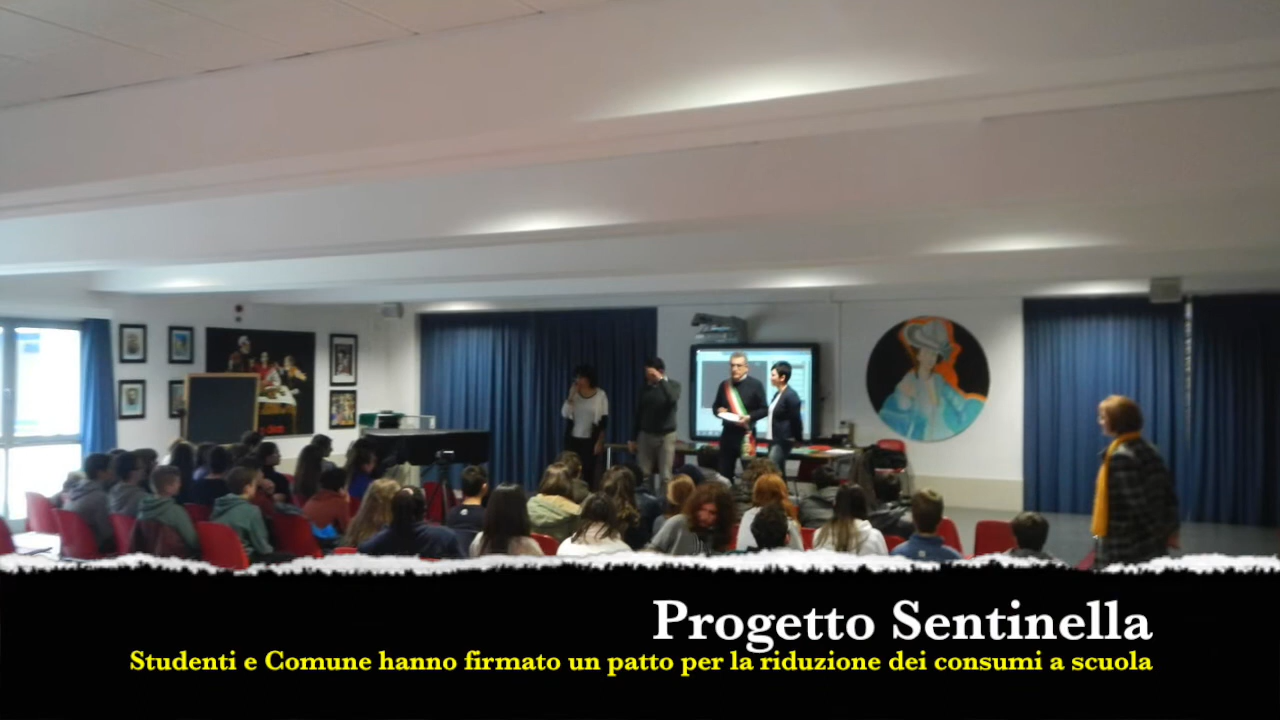 Progetto Sentinella
Studenti e Comune hanno firmato un patto per la riduzione dei consumi a scuola